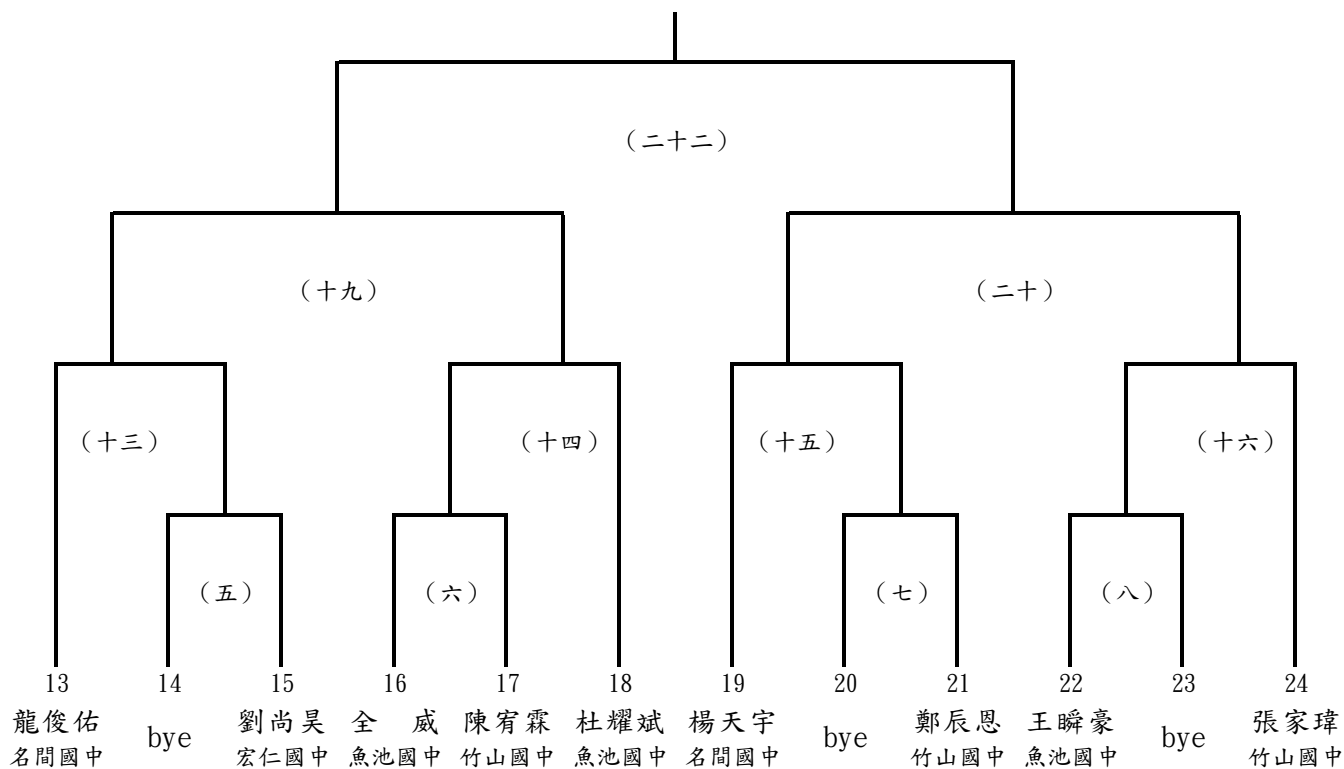 （二十二）
（十九） （二十）
（十三） （十四） （十五） （十六）
（五） （六） （七） （八）
13 14 15 16 17 18 19 20 21 22 23 24
龍俊佑 bye 劉尚昊 全　威 陳宥霖 杜耀斌 楊天宇 bye 鄭辰恩 王瞬豪 bye 張家瑋
名間國中 宏仁國中 魚池國中 竹山國中 魚池國中 名間國中 竹山國中 魚池國中 竹山國中